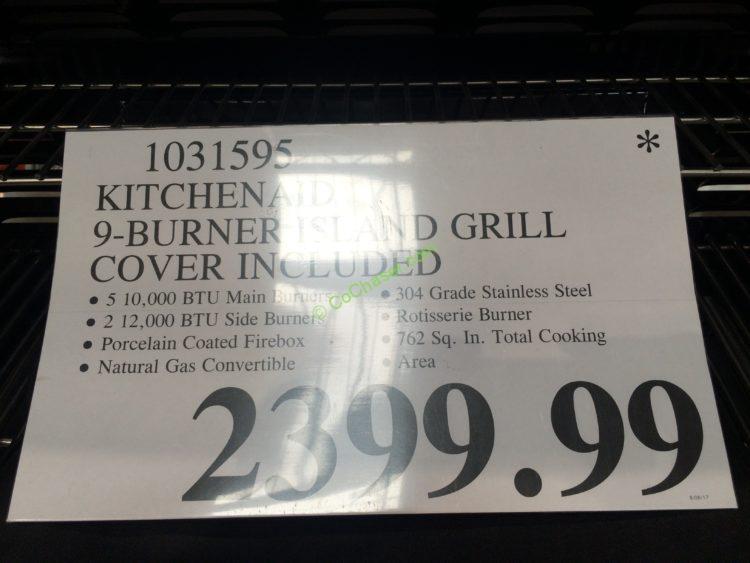 1031595
*
KITCHENAID
9-BURNER ISLAND GRILL
COVER INCLUDED
• 5 10,000 BTU Main Burners
• 2 12,000 BTU Side Burners
• Porcelain Coated Firebox
• Natural Gas Convertible
• 304 Grade Stainless Steel
• Rotisserie Burner
• 762 Sq. In. Total Cooking
• Area
2399.99
© CoChaser.com